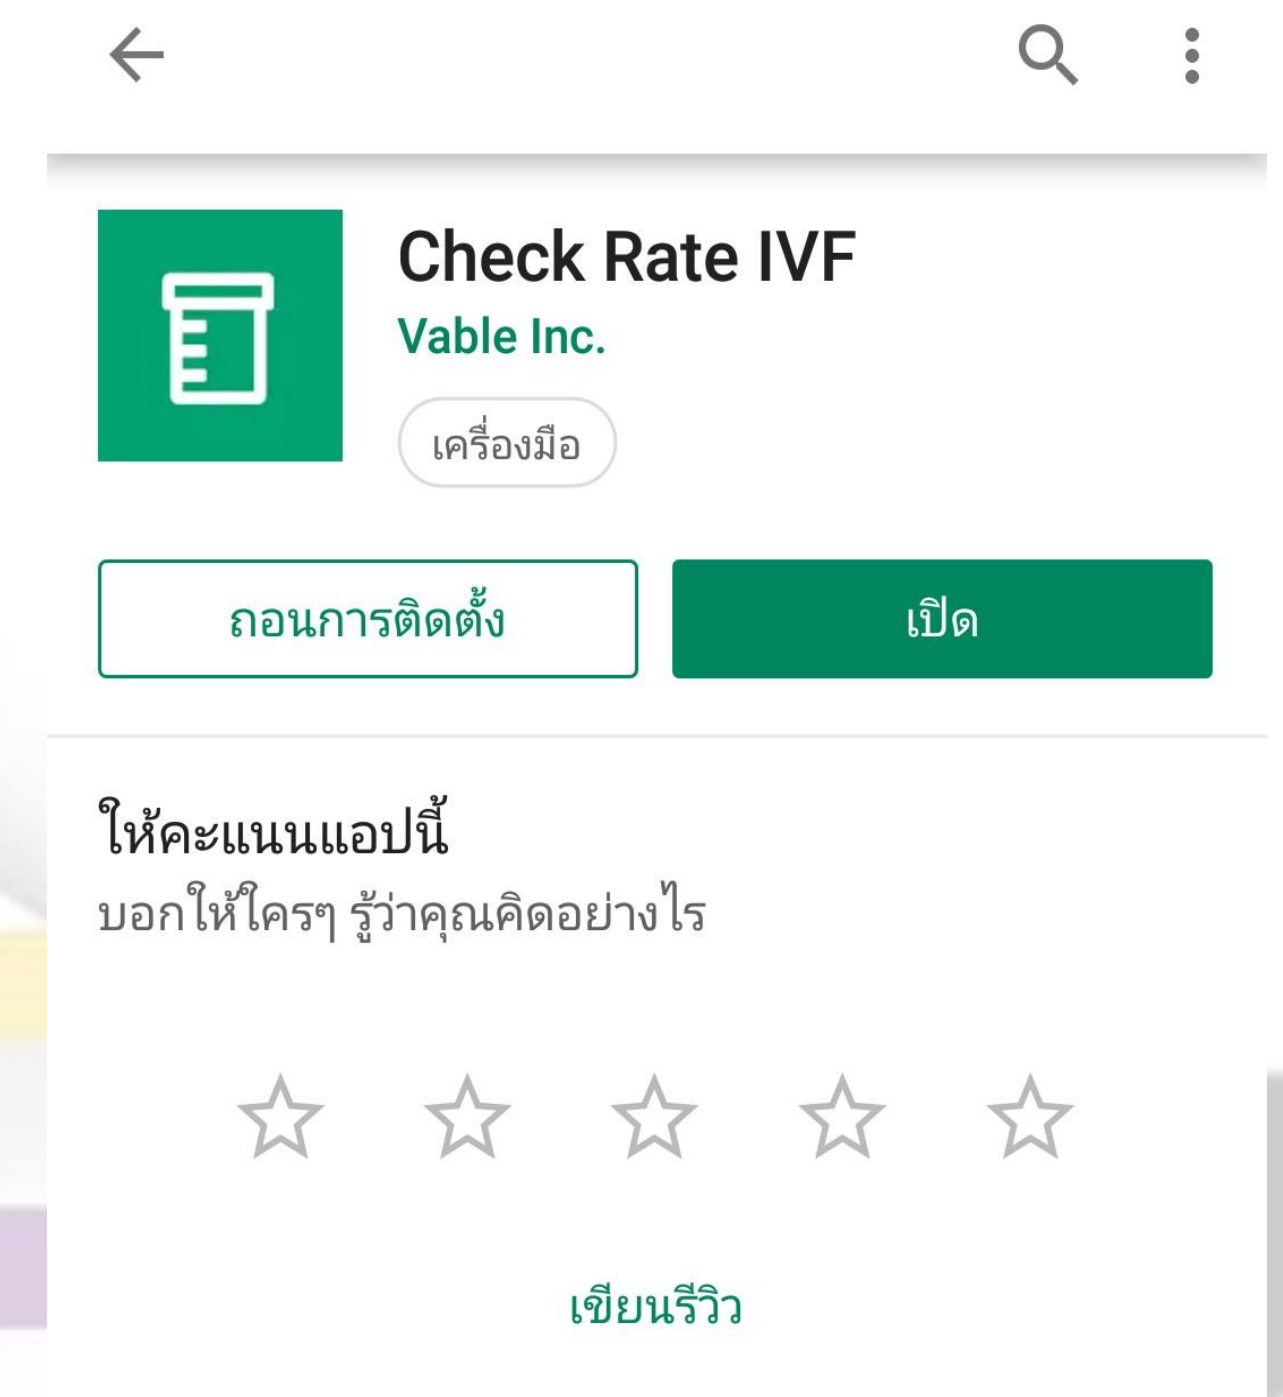 Check Rate IVF
Vable Inc.
เครื่องมือ
ถอนการติดตั้ง
เปิด
ให้คะแนนแอปนี้
บอกให้ใครๆ รู้ว่าคุณคิดอย่างไร
เขียนรีวิว